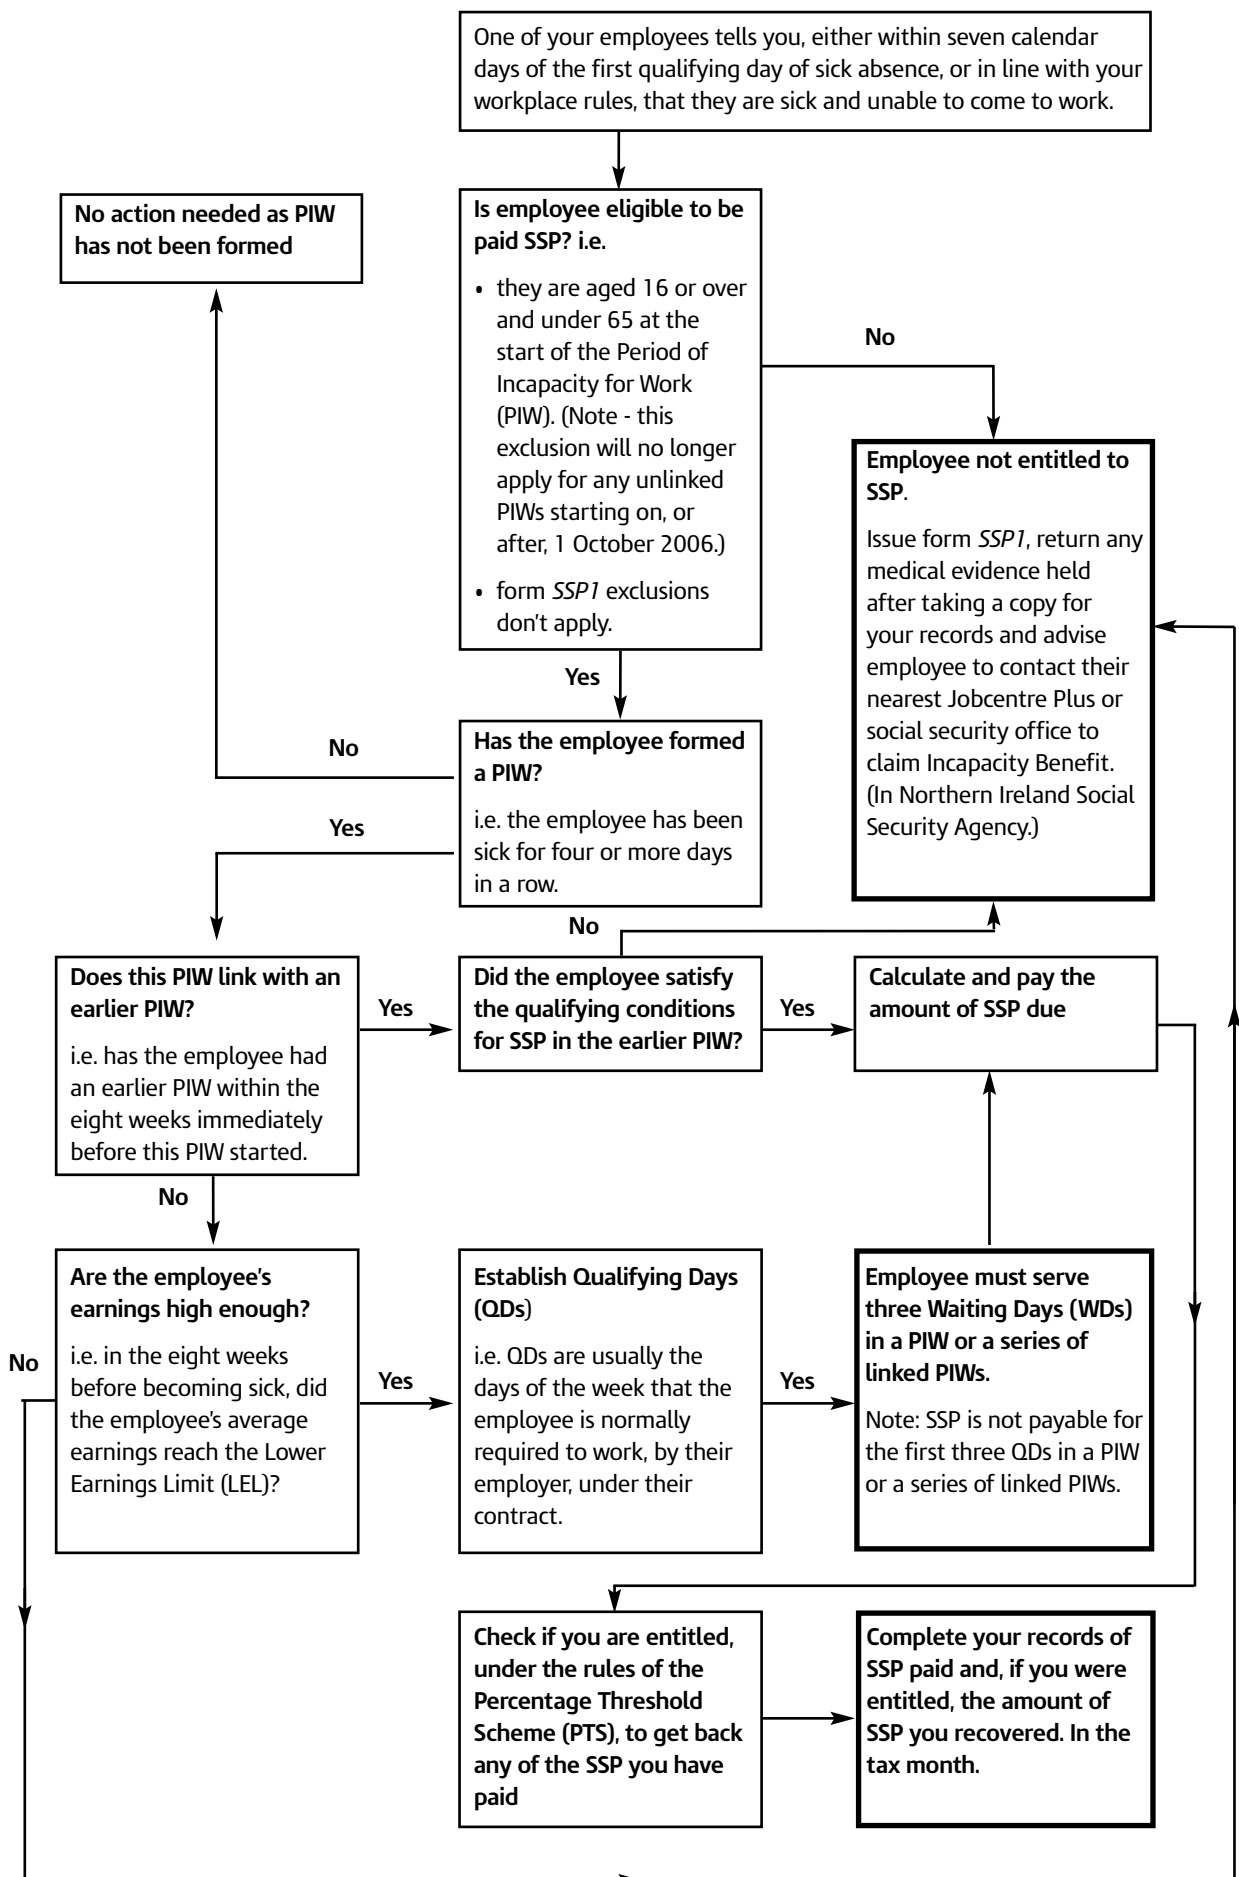 One of your employees tells you, either within seven calendar
days of the first qualifying day of sick absence, or in line with your
workplace rules, that they are sick and unable to come to work.
No action needed as PIW
has not been formed
Is employee eligible to be
paid SSP? i.e.
• they are aged 16 or over
and under 65 at the
start of the Period of
Incapacity for Work
(PIW). (Note - this
exclusion will no longer
apply for any unlinked
PIWs starting on, or
after, 1 October 2006.)
• form SSP1 exclusions
don't apply.
No
Employee not entitled to
SSP.
Issue form SSP1, return any
medical evidence held
after taking a copy for
your records and advise
employee to contact their
nearest Jobcentre Plus or
social security office to
claim Incapacity Benefit.
(In Northern Ireland Social
Security Agency.)
Yes
Has the employee formed
a PIW?
i.e. the employee has been
sick for four or more days
in a row.
No
Yes
Does this PIW link with an
earlier PIW?
i.e. has the employee had
an earlier PIW within the
eight weeks immediately
before this PIW started.
Yes
No
Did the employee satisfy
the qualifying conditions
for SSP in the earlier PIW?
Yes
Calculate and pay the
amount of SSP due
No
Are the employee's
earnings high enough?
i.e. in the eight weeks
before becoming sick, did
the employee's average
earnings reach the Lower
Earnings Limit (LEL)?
No
Yes
Establish Qualifying Days
(QDs)
i.e. QDs are usually the
days of the week that the
employee is normally
required to work, by their
employer, under their
contract.
Yes
Employee must serve
three Waiting Days (WDs)
in a PIW or a series of
linked PIWs.
Note: SSP is not payable for
the first three QDs in a PIW
or a series of linked PIWs.
Check if you are entitled,
under the rules of the
Percentage Threshold
Scheme (PTS), to get back
any of the SSP you have
paid
Complete your records of
SSP paid and, if you were
entitled, the amount of
SSP you recovered. In the
tax month.